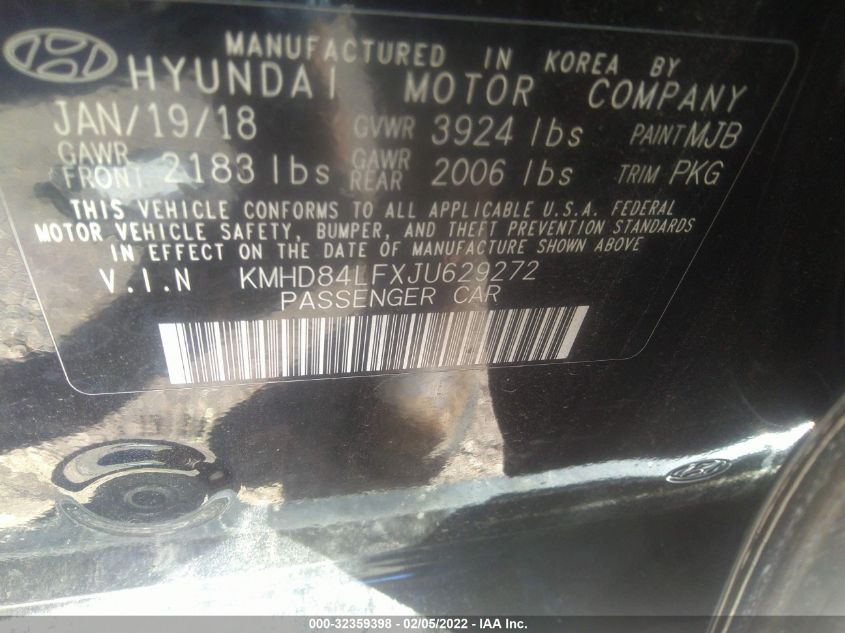 MANUFACTURED IN KOREA BY
HYUNDAI MOTOR COMPANY
JAN/19/18 GVWR 3924 lbs PAINT MJB
GAWR FRONT 2183 lbs GAWR REAR 2006 lbs TRIM PKG
THIS VEHICLE CONFORMS TO ALL APPLICABLE U.S.A. FEDERAL
MOTOR VEHICLE SAFETY, BUMPER, AND THEFT PREVENTION STANDARDS
IN EFFECT ON THE DATE OF MANUFACTURE SHOWN ABOVE
V.I.N KMHD84LFXJU629272
PASSENGER CAR
000-32359398 - 02/05/2022 - IAA Inc.